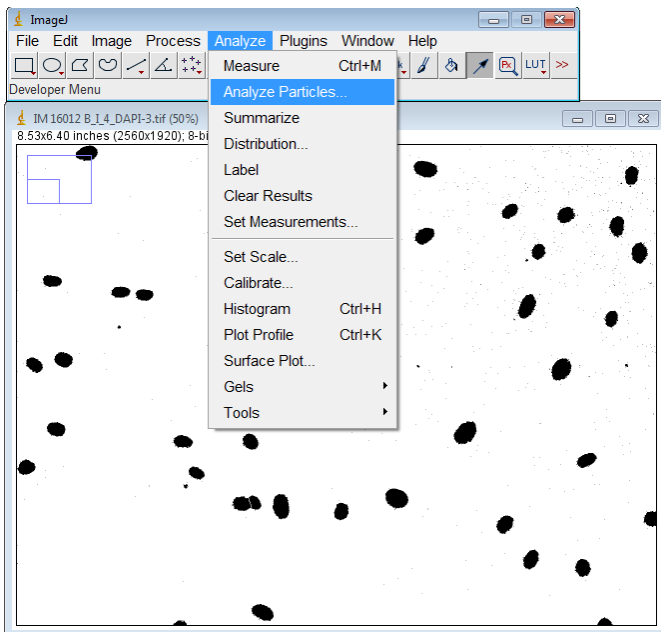 ImageJ
File Edit Image Process Analyze Plugins Window Help
LUT >>
Developer Menu
Measure Ctrl+M
Analyze Particles...
Summarize
Distribution...
Label
Clear Results
Set Measurements...
Set Scale...
Calibrate...
Histogram Ctrl+H
Plot Profile Ctrl+K
Surface Plot...
Gels
Tools
IM 16012 B_I_4_DAPI-3.tif (50%)
8.53x6.40 inches (2560x1920); 8-bi